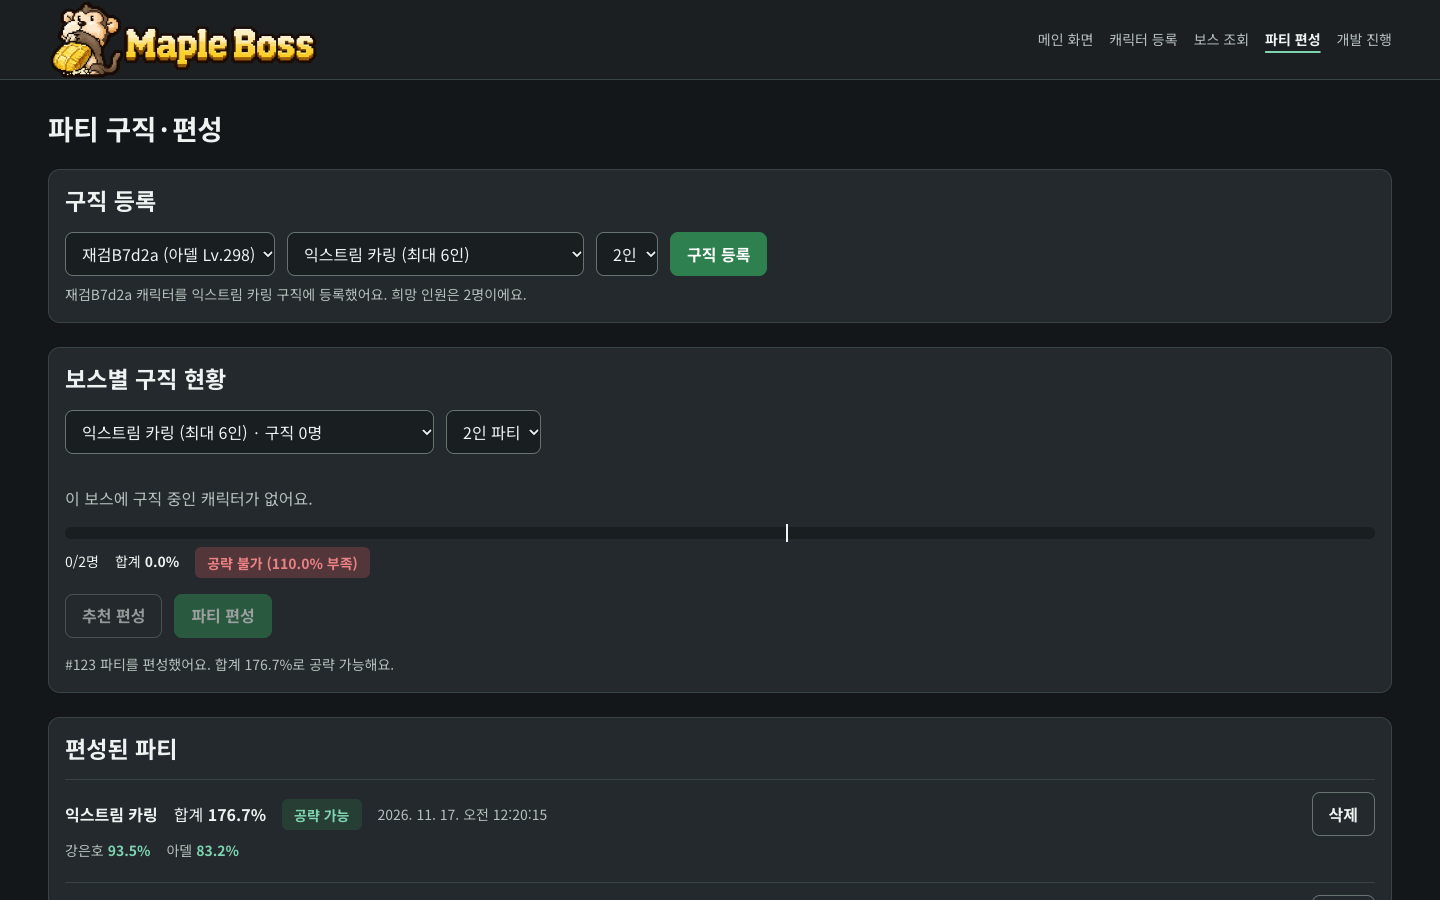 Maple Boss
메인 화면 캐릭터 등록 보스 조회 파티 편성 개발 진행
파티 구직·편성
구직 등록
재검B7d2a (아델 Lv.298) 익스트림 카링 (최대 6인) 2인 구직 등록
재검B7d2a 캐릭터를 익스트림 카링 구직에 등록했어요. 희망 인원은 2명이에요.
보스별 구직 현황
익스트림 카링 (최대 6인) · 구직 0명 2인 파티
이 보스에 구직 중인 캐릭터가 없어요.
0/2명 합계 0.0% 공략 불가 (110.0% 부족)
추천 편성 파티 편성
#123 파티를 편성했어요. 합계 176.7%로 공략 가능해요.
편성된 파티
익스트림 카링 합계 176.7% 공략 가능 2026. 11. 17. 오전 12:20:15 삭제
강은호 93.5% 아델 83.2%